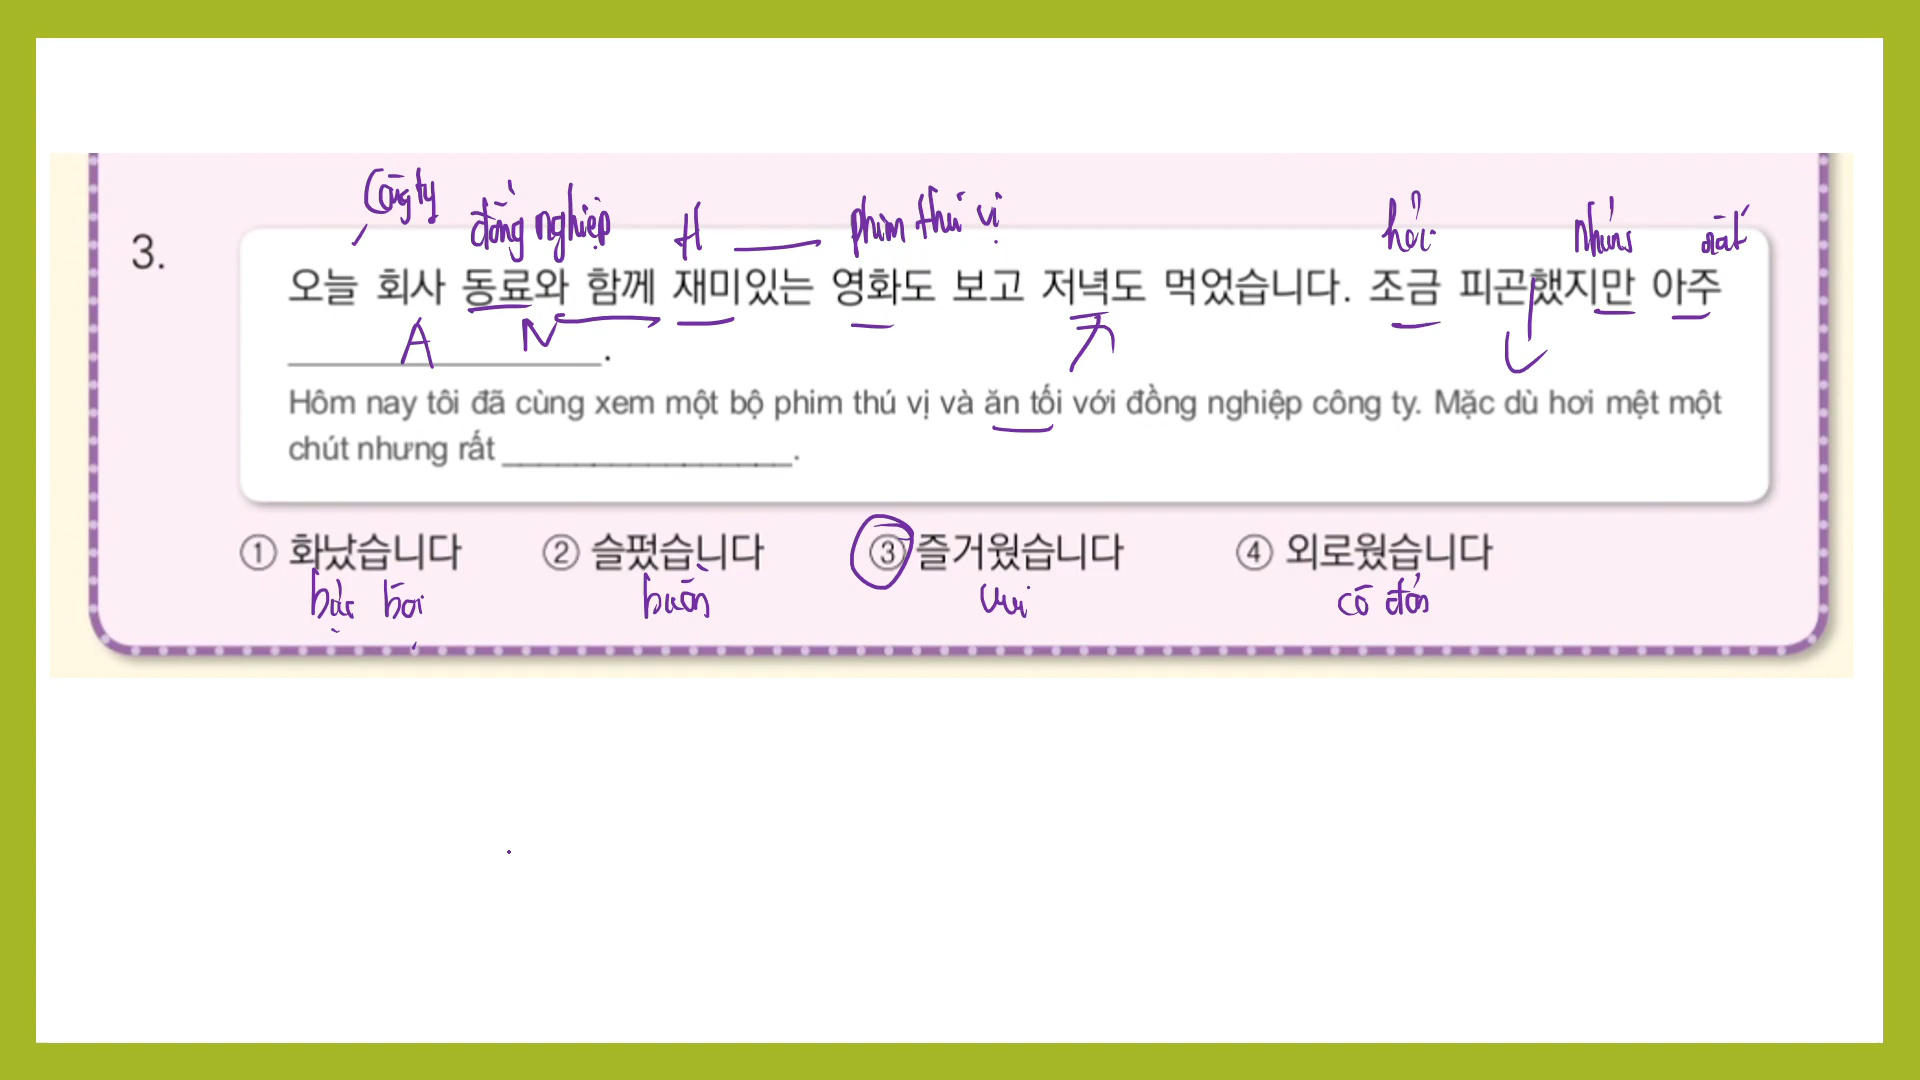 công ty
đồng nghiệp
phim thú vị
hơi
nhưng
rất
3.
오늘 회사 동료와 함께 재미있는 영화도 보고 저녁도 먹었습니다. 조금 피곤했지만 아주
A
N
____________________.
Hôm nay tôi đã cùng xem một bộ phim thú vị và ăn tối với đồng nghiệp công ty. Mặc dù hơi mệt một
chút nhưng rất _________________.
① 화났습니다 ② 슬펐습니다 ③ 즐거웠습니다 ④ 외로웠습니다
buồn
vui
cô đơn